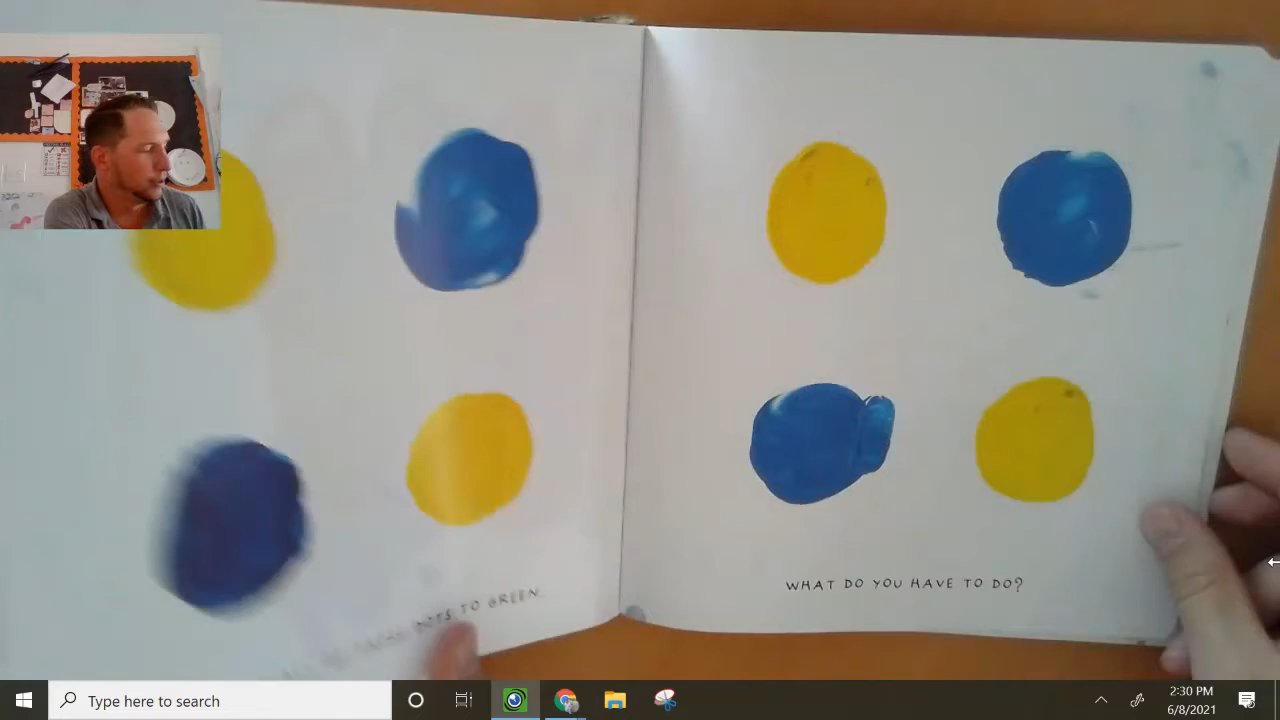 DOTS TO GREEN.
WHAT DO YOU HAVE TO DO?
Type here to search
2:30 PM
6/8/2021